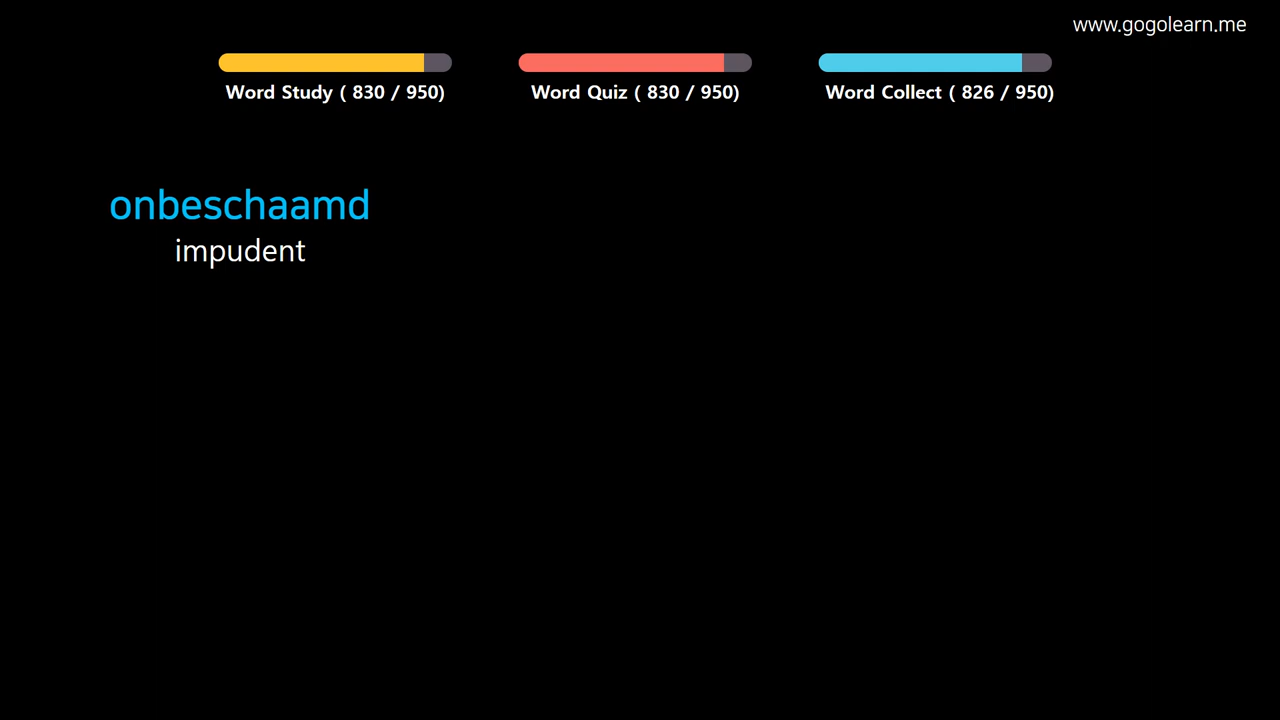 www.gogolearn.me
Word Study ( 830 / 950)
Word Quiz ( 830 / 950)
Word Collect ( 826 / 950)
onbeschaamd
impudent